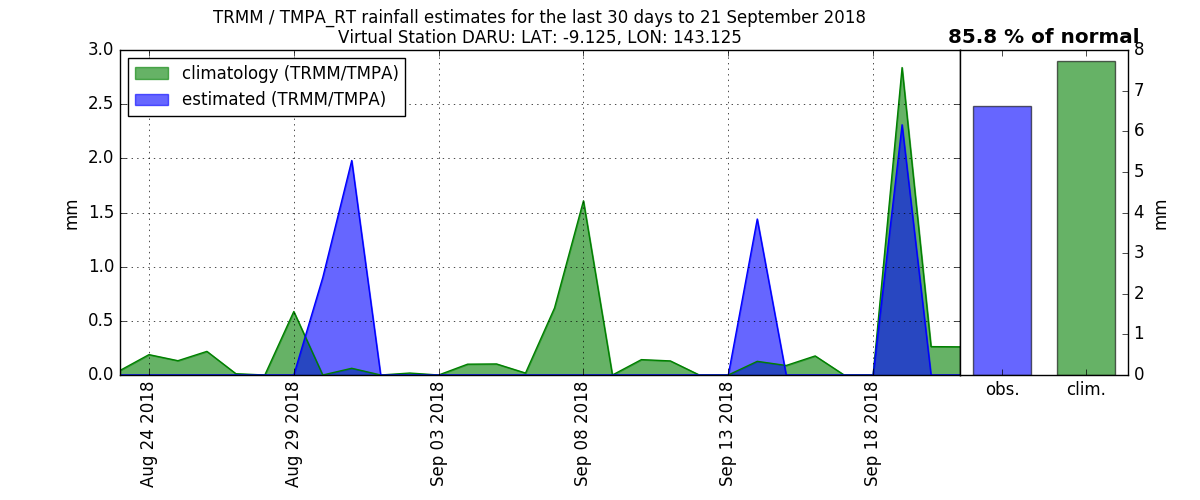 TRMM / TMPA_RT rainfall estimates for the last 30 days to 21 September 2018
Virtual Station DARU: LAT: -9.125, LON: 143.125
85.8 % of normal
climatology (TRMM/TMPA)
estimated (TRMM/TMPA)
3.0
2.5
2.0
1.5
1.0
0.5
0.0
mm
Aug 24 2018
Aug 29 2018
Sep 03 2018
Sep 08 2018
Sep 13 2018
Sep 18 2018
8
7
6
5
4
3
2
1
0
mm
obs.
clim.